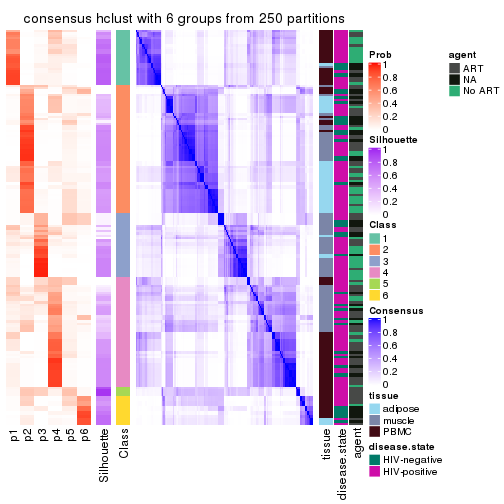 consensus hclust with 6 groups from 250 partitions
Prob
1
0.8
0.6
0.4
0.2
0
agent
ART
NA
No ART
Silhouette
1
0.8
0.6
0.4
0.2
0
Class
1
2
3
4
5
6
Consensus
1
0.8
0.6
0.4
0.2
0
tissue
adipose
muscle
PBMC
disease.state
HIV-negative
HIV-positive
p1
p2
p3
p4
p5
p6
Silhouette
Class
tissue
disease.state
agent